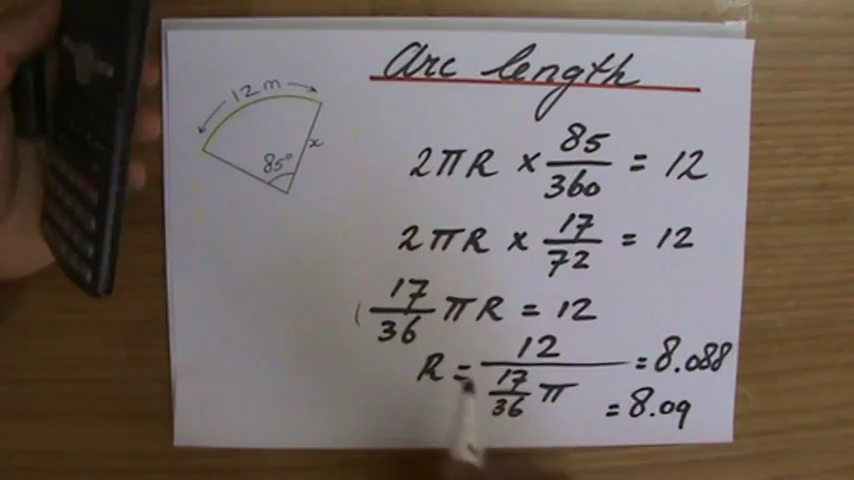 arc length
12 m
x
85°
2πR × 85/360 = 12
2πR × 17/72 = 12
17/36 πR = 12
R = 12 / 17/36 π = 8.088
= 8.09